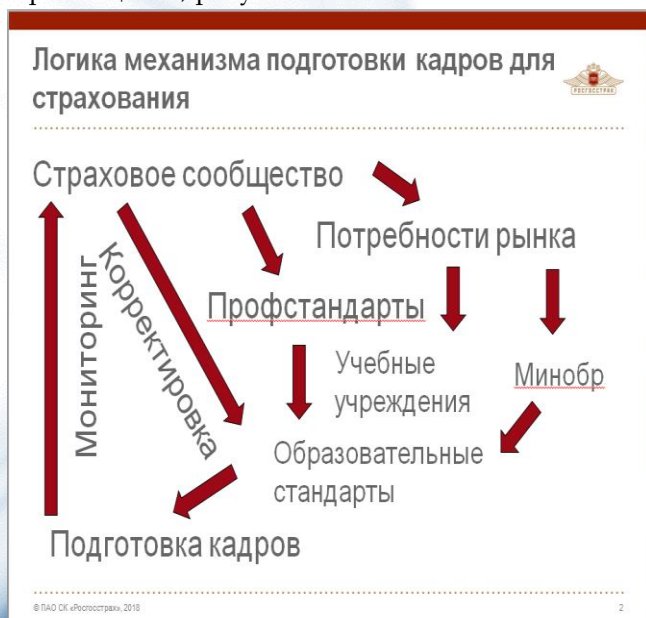 Логика механизма подготовки кадров для
страхования
РОСГОССТРАХ
Страховое сообщество
Потребности рынка
Мониторинг
Корректировка
Профстандарты
Учебные
учреждения
Минобр
Образовательные
стандарты
Подготовка кадров
© ПАО СК «Росгосстрах», 2018
2